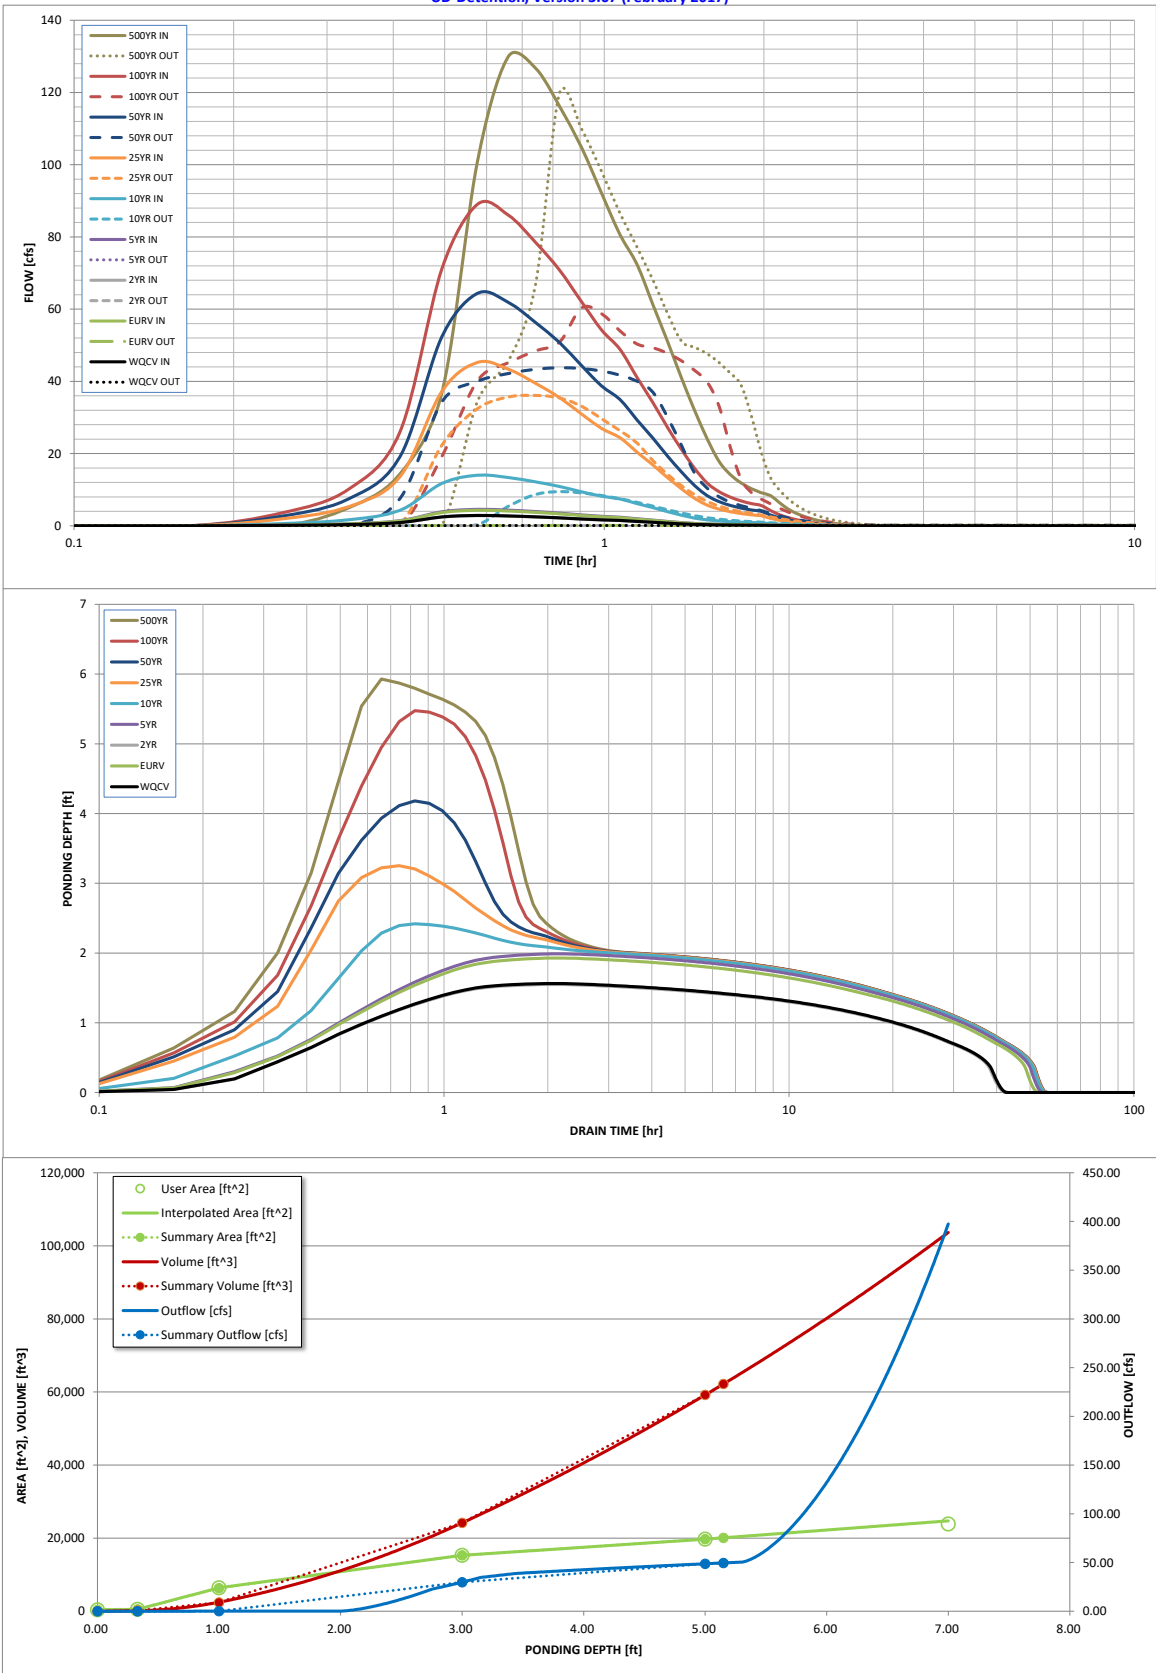 UD-Detention, Version 3.07 (February 2017)
140
120
100
80
60
40
20
0
FLOW [cfs]
500YR IN
500YR OUT
100YR IN
100YR OUT
50YR IN
50YR OUT
25YR IN
25YR OUT
10YR IN
10YR OUT
5YR IN
5YR OUT
2YR IN
2YR OUT
EURV IN
EURV OUT
WQCV IN
WQCV OUT
0.1
1
10
TIME [hr]
7
6
5
4
3
2
1
0
PONDING DEPTH [ft]
500YR
100YR
50YR
25YR
10YR
5YR
2YR
EURV
WQCV
0.1
1
10
100
DRAIN TIME [hr]
120,000
100,000
80,000
60,000
40,000
20,000
0
AREA [ft^2], VOLUME [ft^3]
User Area [ft^2]
Interpolated Area [ft^2]
Summary Area [ft^2]
Volume [ft^3]
Summary Volume [ft^3]
Outflow [cfs]
Summary Outflow [cfs]
450.00
400.00
350.00
300.00
250.00
200.00
150.00
100.00
50.00
0.00
OUTFLOW [cfs]
0.00
1.00
2.00
3.00
4.00
5.00
6.00
7.00
8.00
PONDING DEPTH [ft]